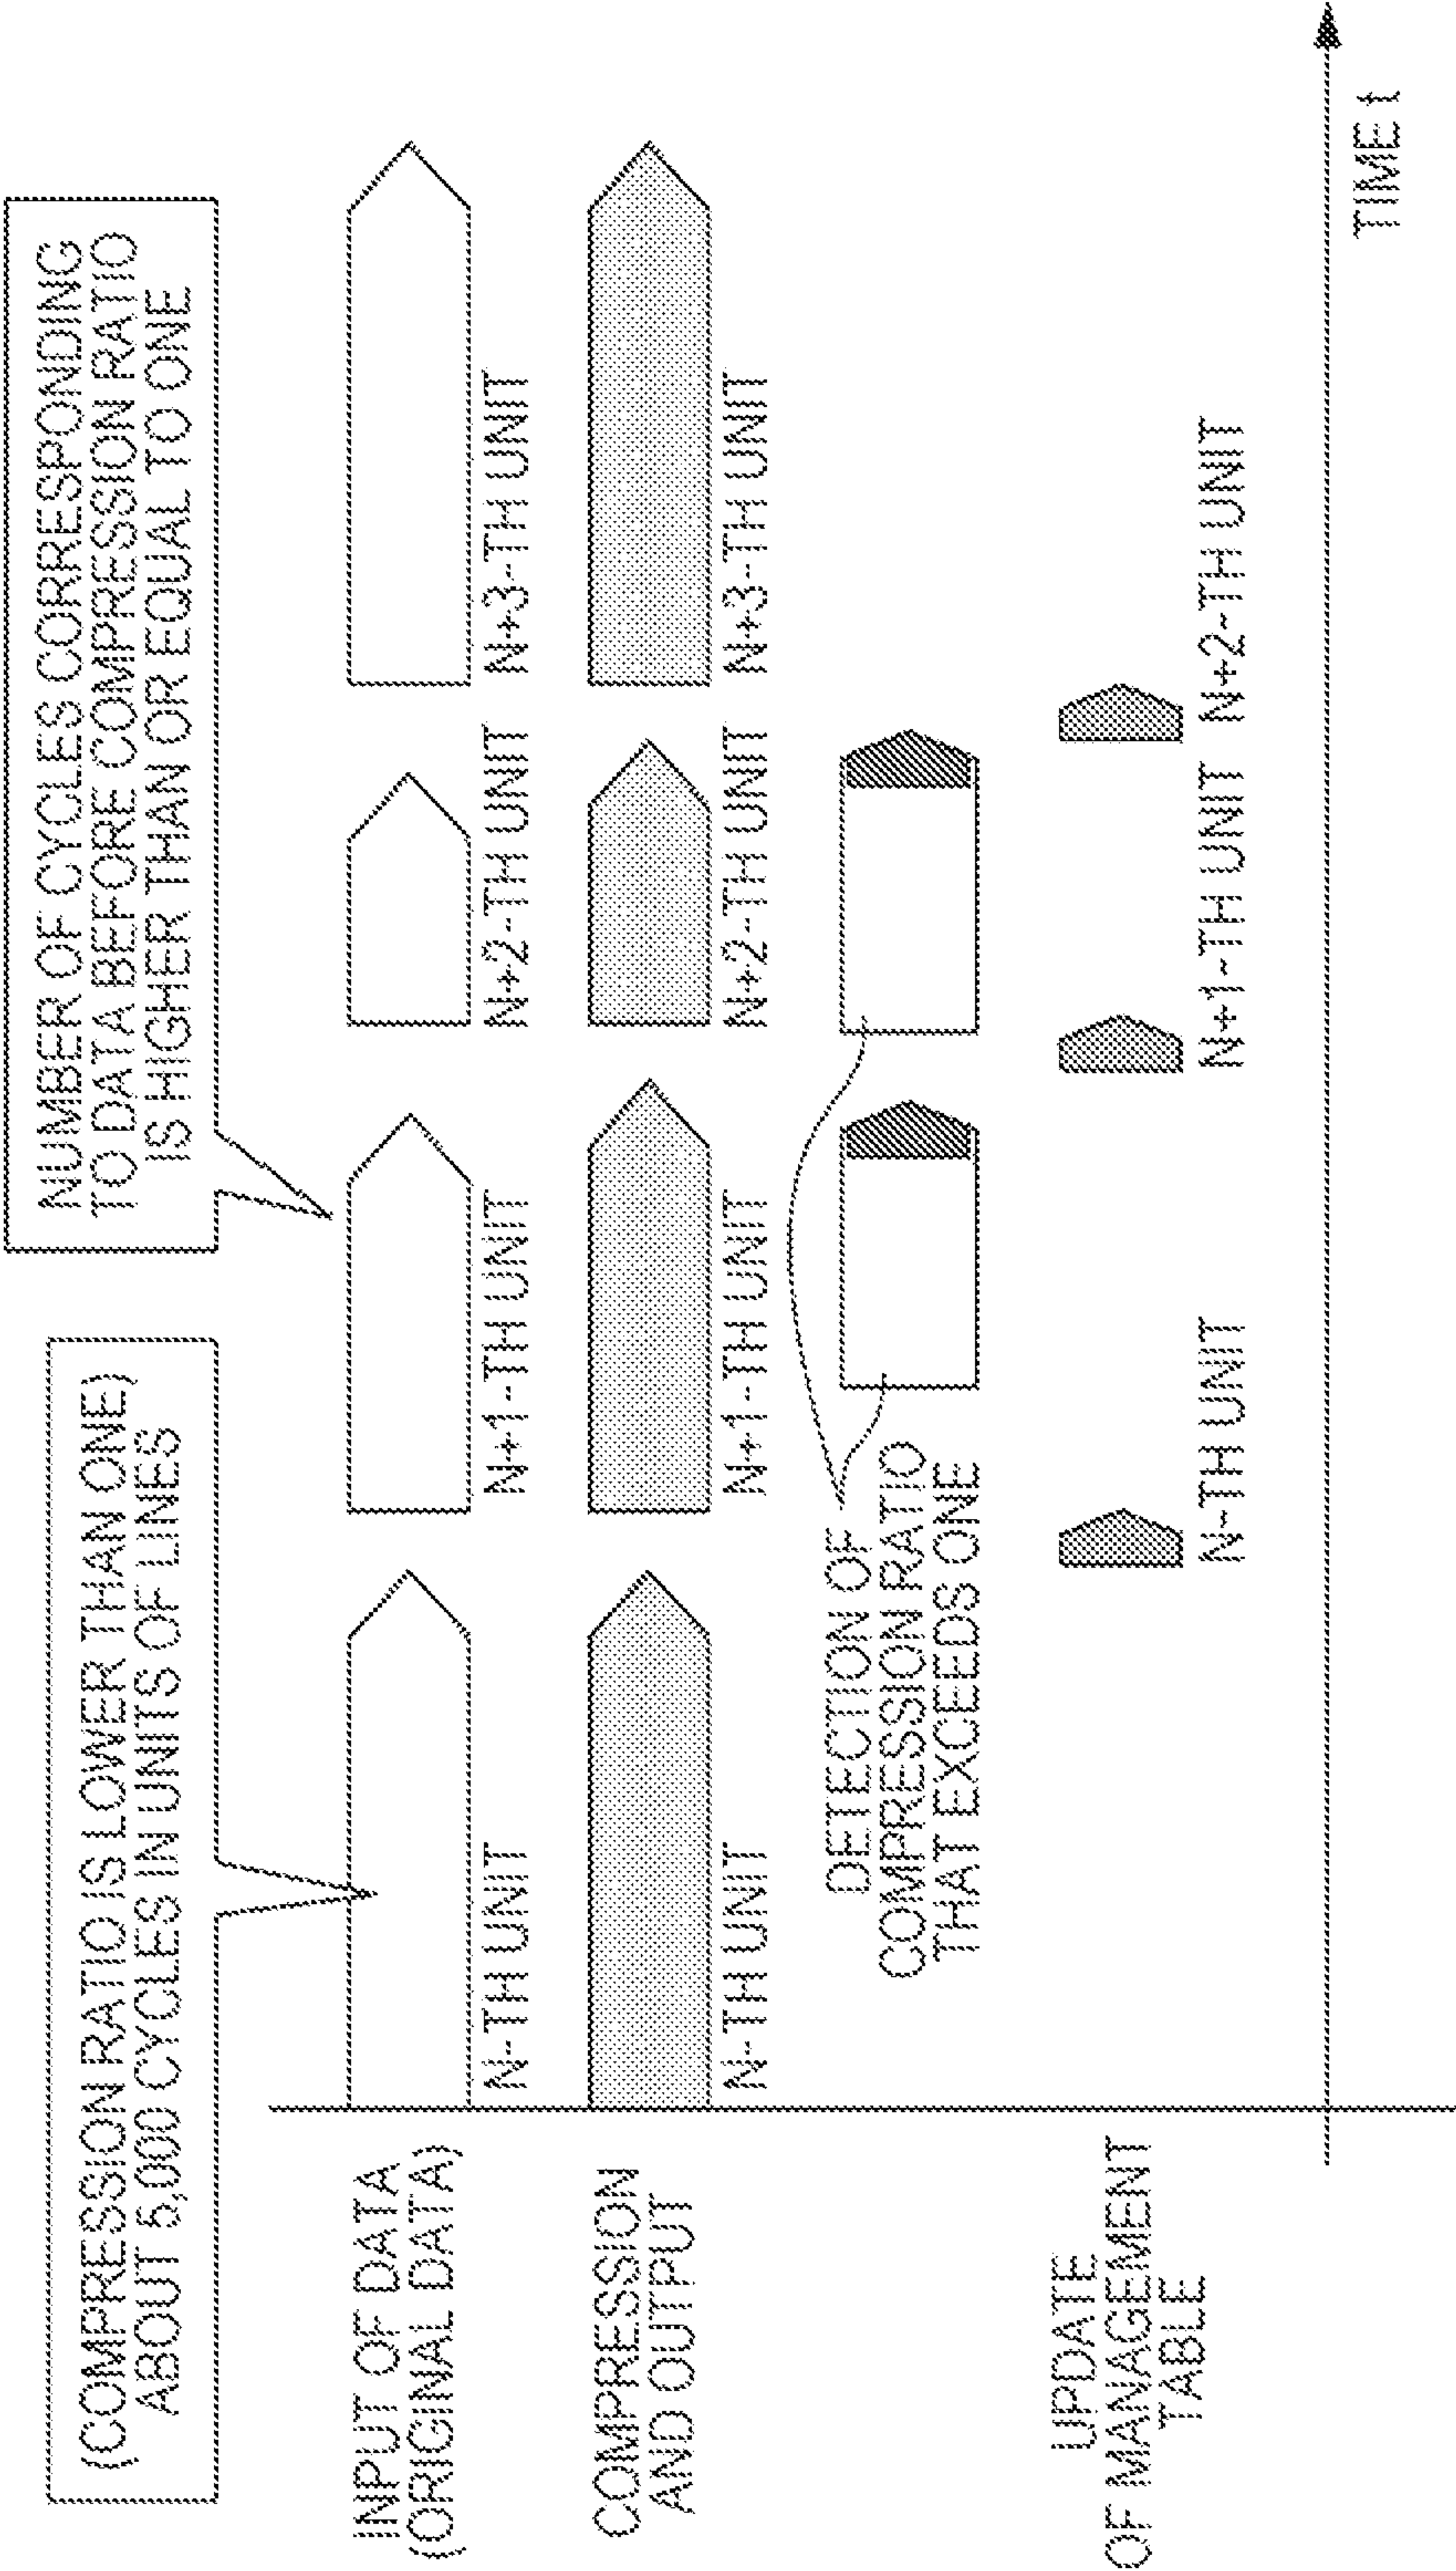 (COMPRESSION RATIO IS LOWER THAN ONE)
ABOUT 5,000 CYCLES IN UNITS OF LINES
NUMBER OF CYCLES CORRESPONDING
TO DATA BEFORE COMPRESSION RATIO
IS HIGHER THAN OR EQUAL TO ONE
INPUT OF DATA
(ORIGINAL DATA)
N-TH UNIT
N+1-TH UNIT
N+2-TH UNIT
N+3-TH UNIT
COMPRESSION
AND OUTPUT
N-TH UNIT
N+1-TH UNIT
N+2-TH UNIT
N+3-TH UNIT
DETECTION OF
COMPRESSION RATIO
THAT EXCEEDS ONE
UPDATE
OF MANAGEMENT
TABLE
N-TH UNIT
N+1-TH UNIT
N+2-TH UNIT
TIME t